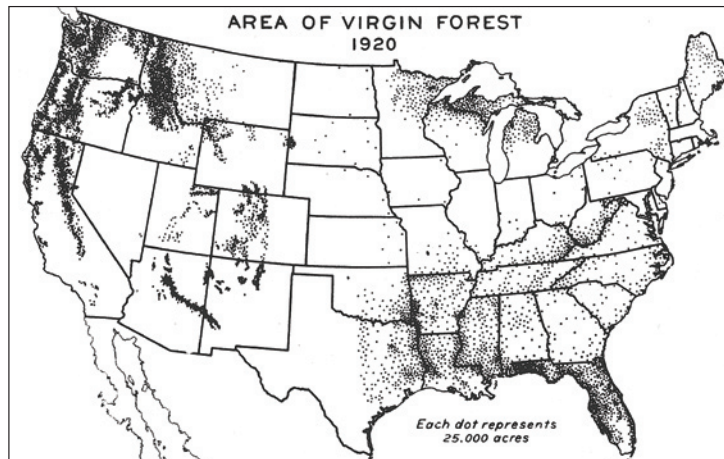 AREA OF VIRGIN FOREST
1920
Each dot represents
25,000 acres